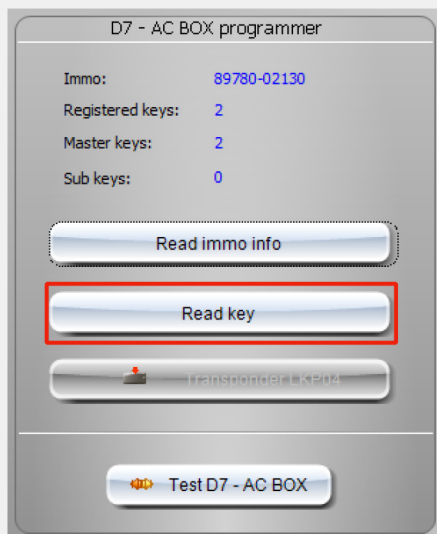 D7 - AC BOX programmer
Immo: 89780-02130
Registered keys: 2
Master keys: 2
Sub keys: 0
Read immo info
Read key
Transponder LKP04
Test D7 - AC BOX